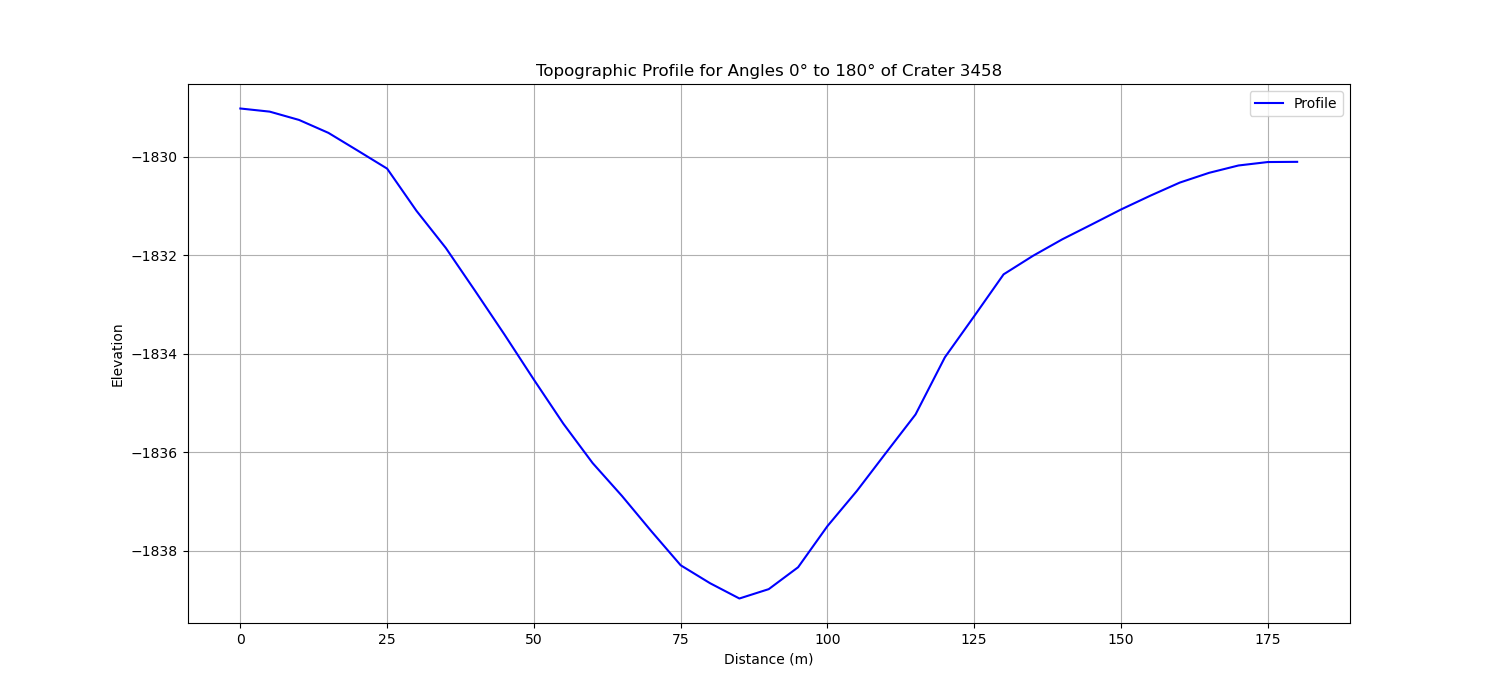 Topographic Profile for Angles 0° to 180° of Crater 3458
Profile
−1830
−1832
−1834
−1836
−1838
Elevation
0 25 50 75 100 125 150 175
Distance (m)